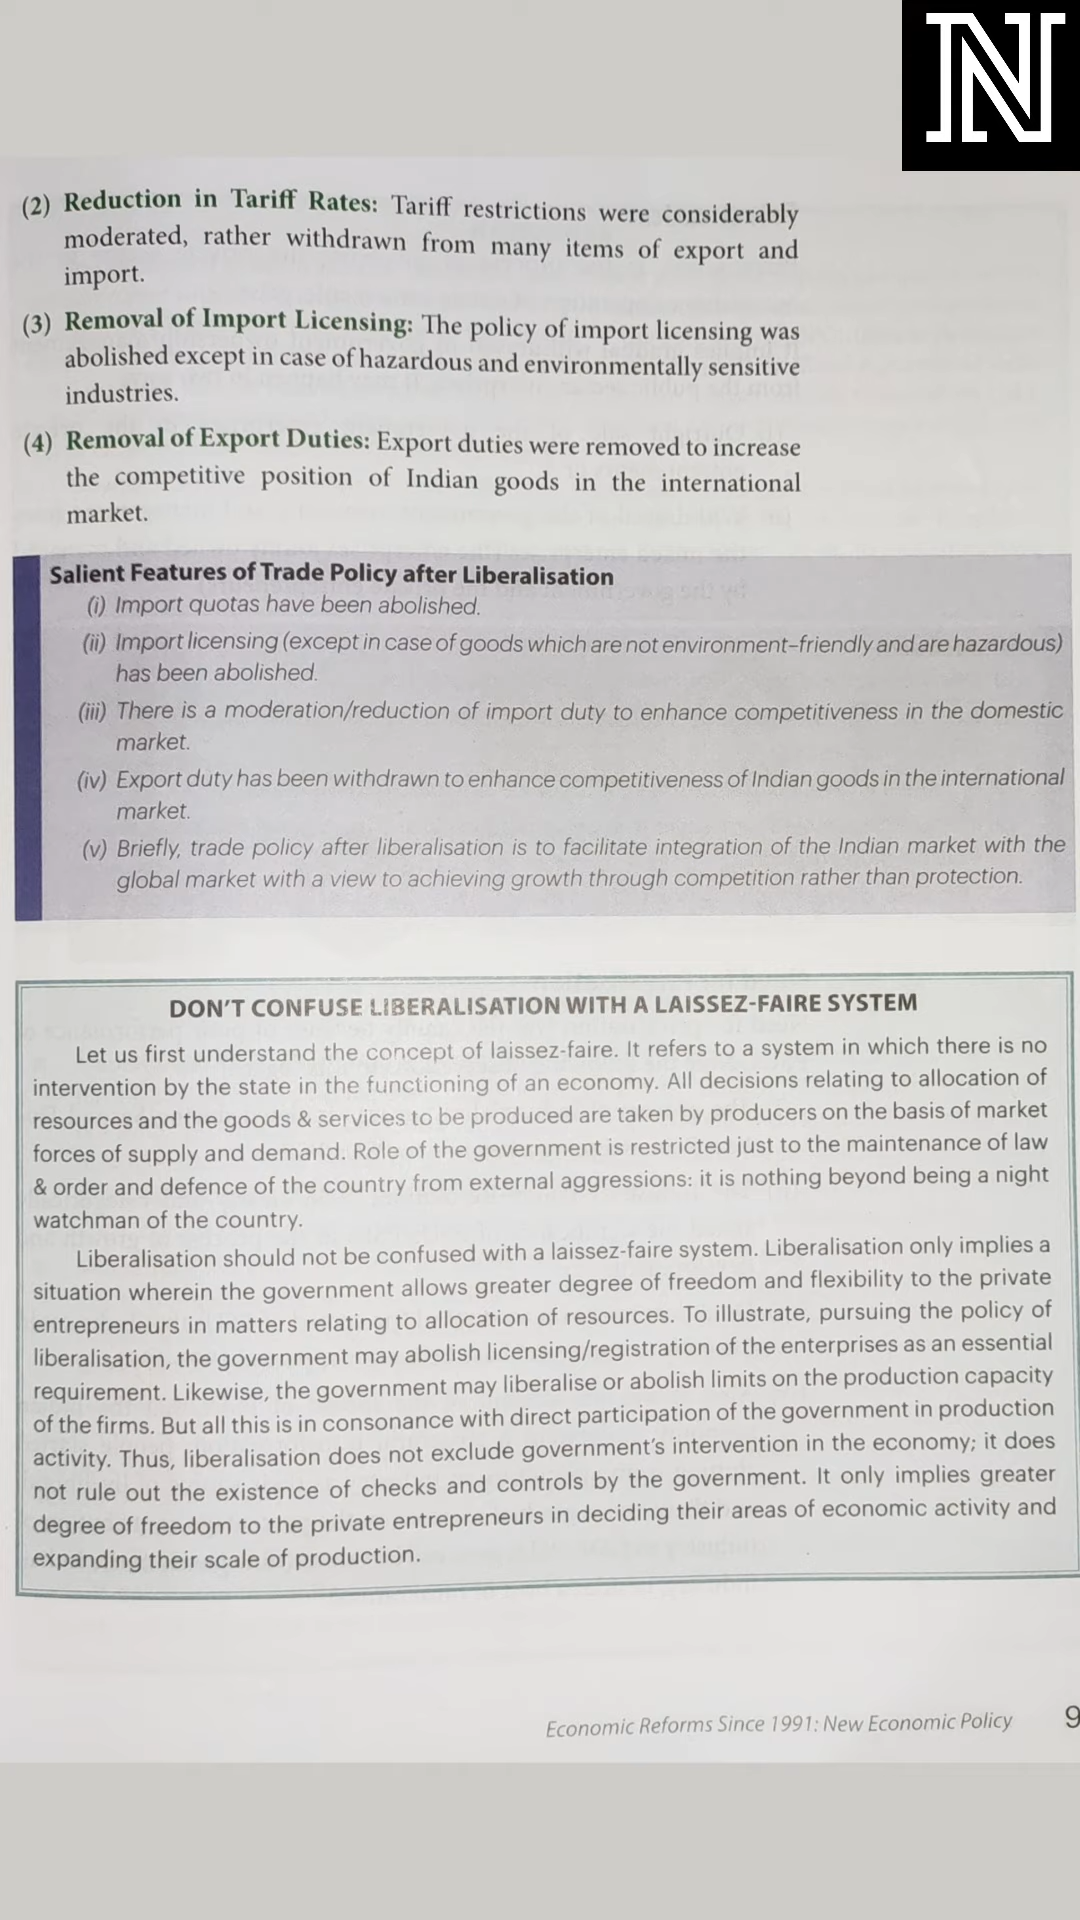 N
(2) Reduction in Tariff Rates: Tariff restrictions were considerably
moderated, rather withdrawn from many items of export and
import.
(3) Removal of Import Licensing: The policy of import licensing was
abolished except in case of hazardous and environmentally sensitive
industries.
(4) Removal of Export Duties: Export duties were removed to increase
the competitive position of Indian goods in the international
market.
Salient Features of Trade Policy after Liberalisation
(i) Import quotas have been abolished.
(ii) Import licensing (except in case of goods which are not environment-friendly and are hazardous)
has been abolished.
(iii) There is a moderation/reduction of import duty to enhance competitiveness in the domestic
market.
(iv) Export duty has been withdrawn to enhance competitiveness of Indian goods in the international
market.
(v) Briefly, trade policy after liberalisation is to facilitate integration of the Indian market with the
global market with a view to achieving growth through competition rather than protection.
DON'T CONFUSE LIBERALISATION WITH A LAISSEZ-FAIRE SYSTEM
Let us first understand the concept of laissez-faire. It refers to a system in which there is no
intervention by the state in the functioning of an economy. All decisions relating to allocation of
resources and the goods & services to be produced are taken by producers on the basis of market
forces of supply and demand. Role of the government is restricted just to the maintenance of law
& order and defence of the country from external aggressions: it is nothing beyond being a night
watchman of the country.
Liberalisation should not be confused with a laissez-faire system. Liberalisation only implies a
situation wherein the government allows greater degree of freedom and flexibility to the private
entrepreneurs in matters relating to allocation of resources. To illustrate, pursuing the policy of
liberalisation, the government may abolish licensing/registration of the enterprises as an essential
requirement. Likewise, the government may liberalise or abolish limits on the production capacity
of the firms. But all this is in consonance with direct participation of the government in production
activity. Thus, liberalisation does not exclude government's intervention in the economy; it does
not rule out the existence of checks and controls by the government. It only implies greater
degree of freedom to the private entrepreneurs in deciding their areas of economic activity and
expanding their scale of production.
Economic Reforms Since 1991: New Economic Policy 9